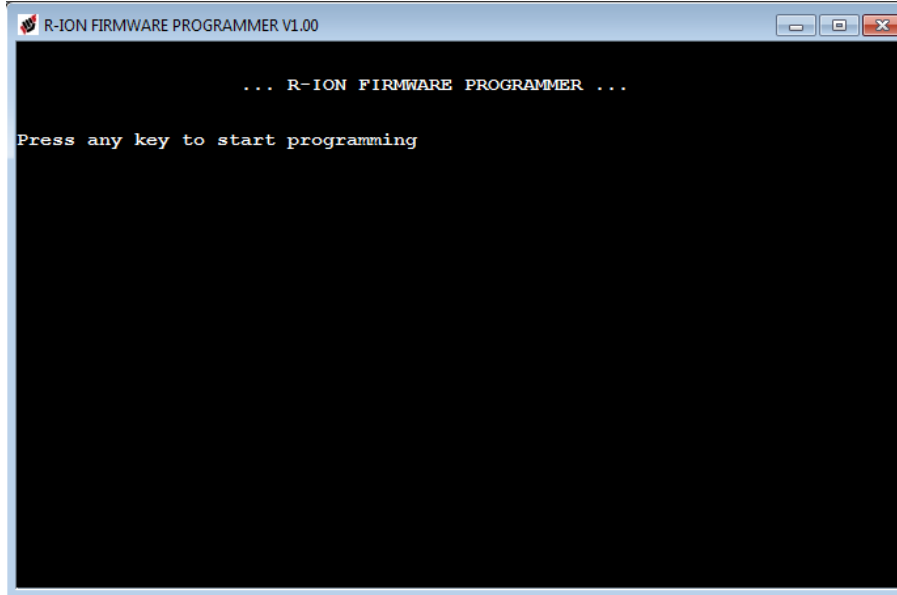 R-ION FIRMWARE PROGRAMMER V1.00
... R-ION FIRMWARE PROGRAMMER ...
Press any key to start programming